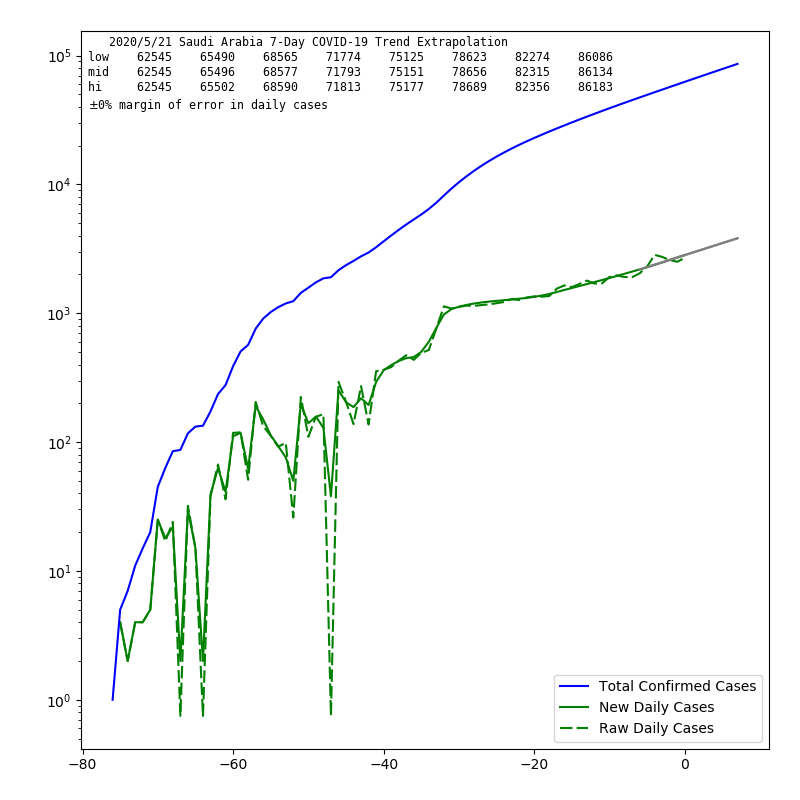 2020/5/21 Saudi Arabia 7-Day COVID-19 Trend Extrapolation
low 62545 65490 68565 71774 75125 78623 82274 86086
mid 62545 65496 68577 71793 75151 78656 82315 86134
hi 62545 65502 68590 71813 75177 78689 82356 86183
±0% margin of error in daily cases
10^5
10^4
10^3
10^2
10^1
10^0
Total Confirmed Cases
New Daily Cases
Raw Daily Cases
−80 −60 −40 −20 0